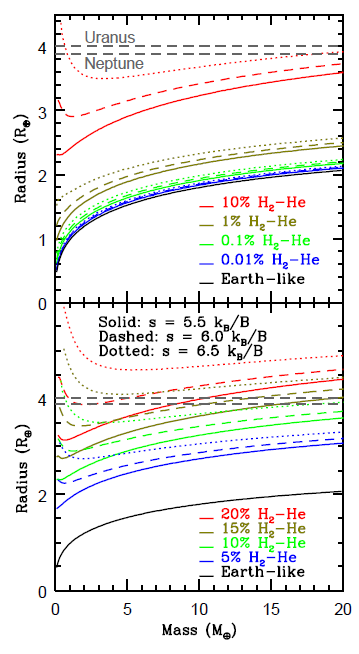 4
Uranus
Neptune
3
Radius (R⊕)
2
10% H₂-He
1% H₂-He
1
0.1% H₂-He
0.01% H₂-He
Earth-like
0
Solid: s = 5.5 k_B/B
Dashed: s = 6.0 k_B/B
Dotted: s = 6.5 k_B/B
4
Radius (R⊕)
2
20% H₂-He
15% H₂-He
10% H₂-He
5% H₂-He
Earth-like
0
0 5 10 15 20
Mass (M⊕)